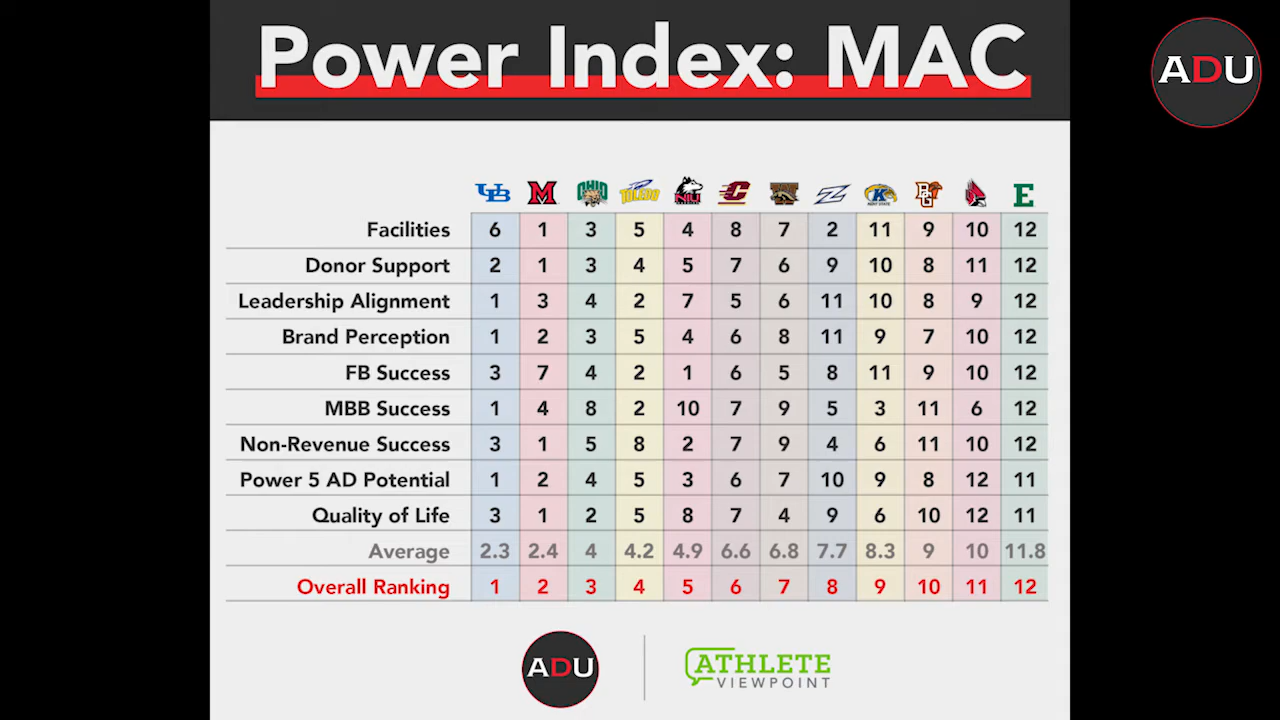 Power Index: MAC
ADU
UB M OHIO TOLEDO NIU C W Z KENT STATE BG E
Facilities 6 1 3 5 4 8 7 2 11 9 10 12
Donor Support 2 1 3 4 5 7 6 9 10 8 11 12
Leadership Alignment 1 3 4 2 7 5 6 11 10 8 9 12
Brand Perception 1 2 3 5 4 6 8 11 9 7 10 12
FB Success 3 7 4 2 1 6 5 8 11 9 10 12
MBB Success 1 4 8 2 10 7 9 5 3 11 6 12
Non-Revenue Success 3 1 5 8 2 7 9 4 6 11 10 12
Power 5 AD Potential 1 2 4 5 3 6 7 10 9 8 12 11
Quality of Life 3 1 2 5 8 7 4 9 6 10 12 11
Average 2.3 2.4 4 4.2 4.9 6.6 6.8 7.7 8.3 9 10 11.8
Overall Ranking 1 2 3 4 5 6 7 8 9 10 11 12
ADU
ATHLETE
VIEWPOINT